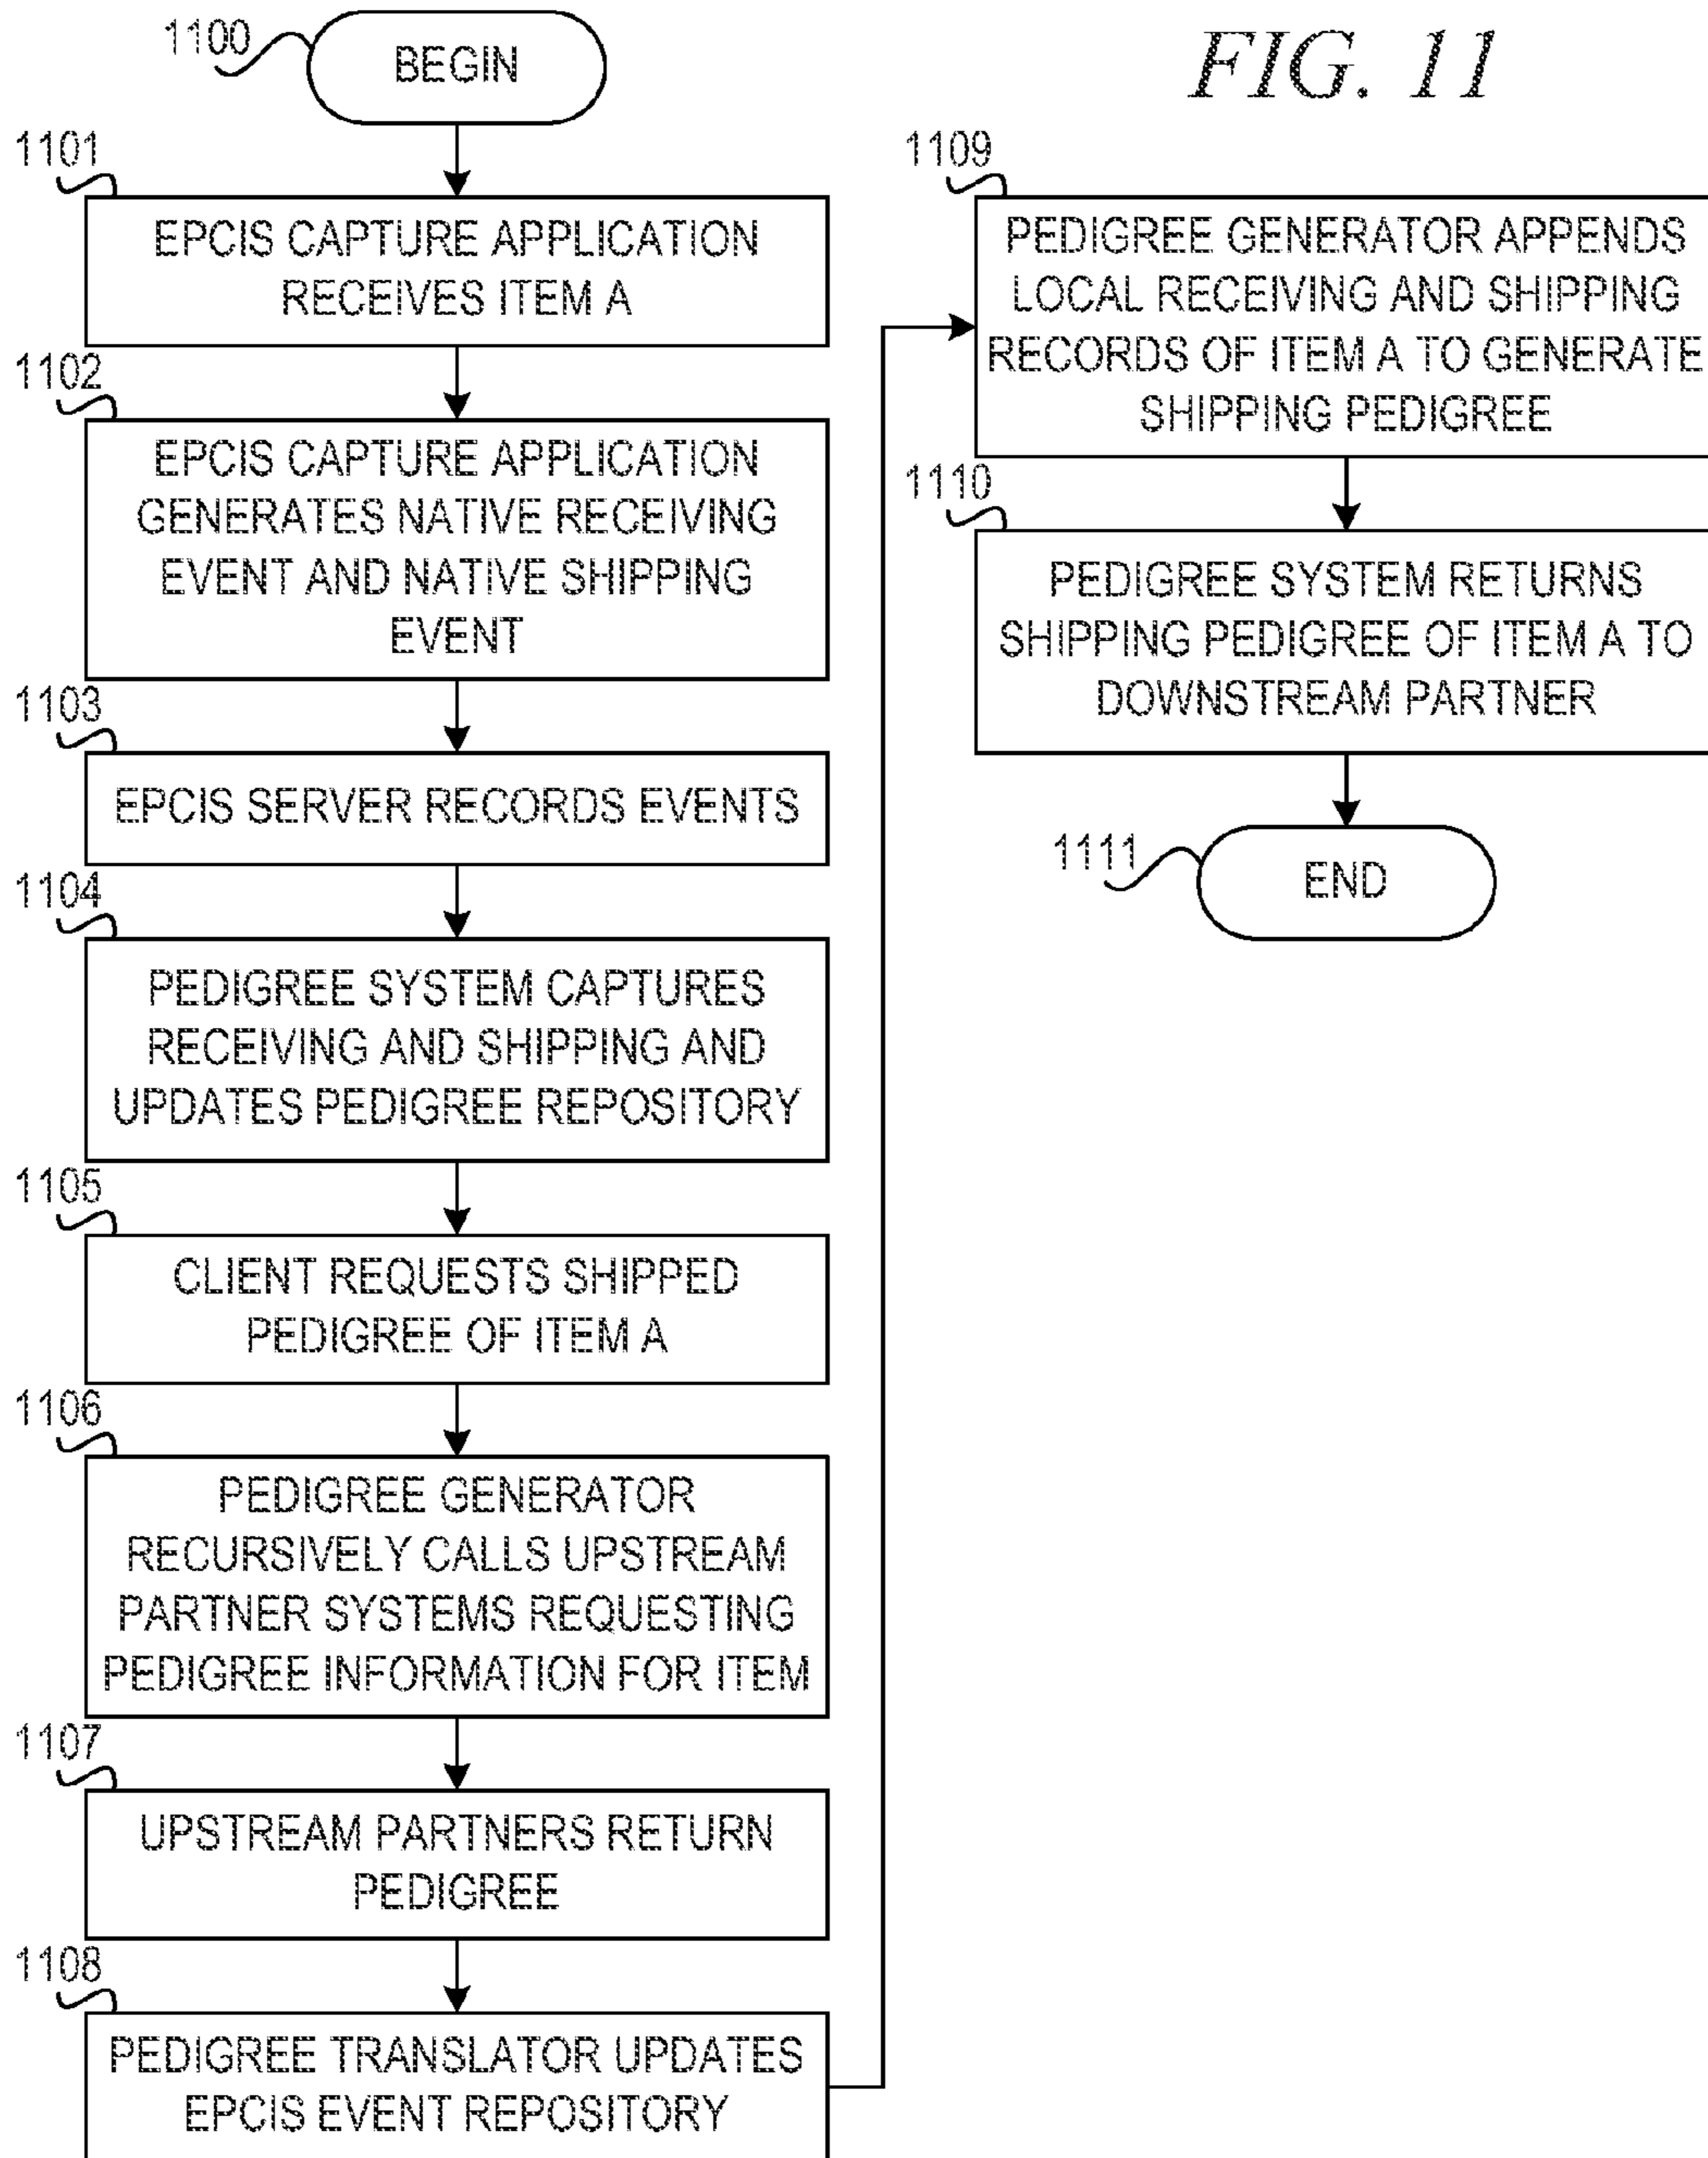 FIG. 11
1100
BEGIN
1101
EPCIS CAPTURE APPLICATION
RECEIVES ITEM A
1102
EPCIS CAPTURE APPLICATION
GENERATES NATIVE RECEIVING
EVENT AND NATIVE SHIPPING
EVENT
1103
EPCIS SERVER RECORDS EVENTS
1104
PEDIGREE SYSTEM CAPTURES
RECEIVING AND SHIPPING AND
UPDATES PEDIGREE REPOSITORY
1105
CLIENT REQUESTS SHIPPED
PEDIGREE OF ITEM A
1106
PEDIGREE GENERATOR
RECURSIVELY CALLS UPSTREAM
PARTNER SYSTEMS REQUESTING
PEDIGREE INFORMATION FOR ITEM
1107
UPSTREAM PARTNERS RETURN
PEDIGREE
1108
PEDIGREE TRANSLATOR UPDATES
EPCIS EVENT REPOSITORY
1109
PEDIGREE GENERATOR APPENDS
LOCAL RECEIVING AND SHIPPING
RECORDS OF ITEM A TO GENERATE
SHIPPING PEDIGREE
1110
PEDIGREE SYSTEM RETURNS
SHIPPING PEDIGREE OF ITEM A TO
DOWNSTREAM PARTNER
1111
END